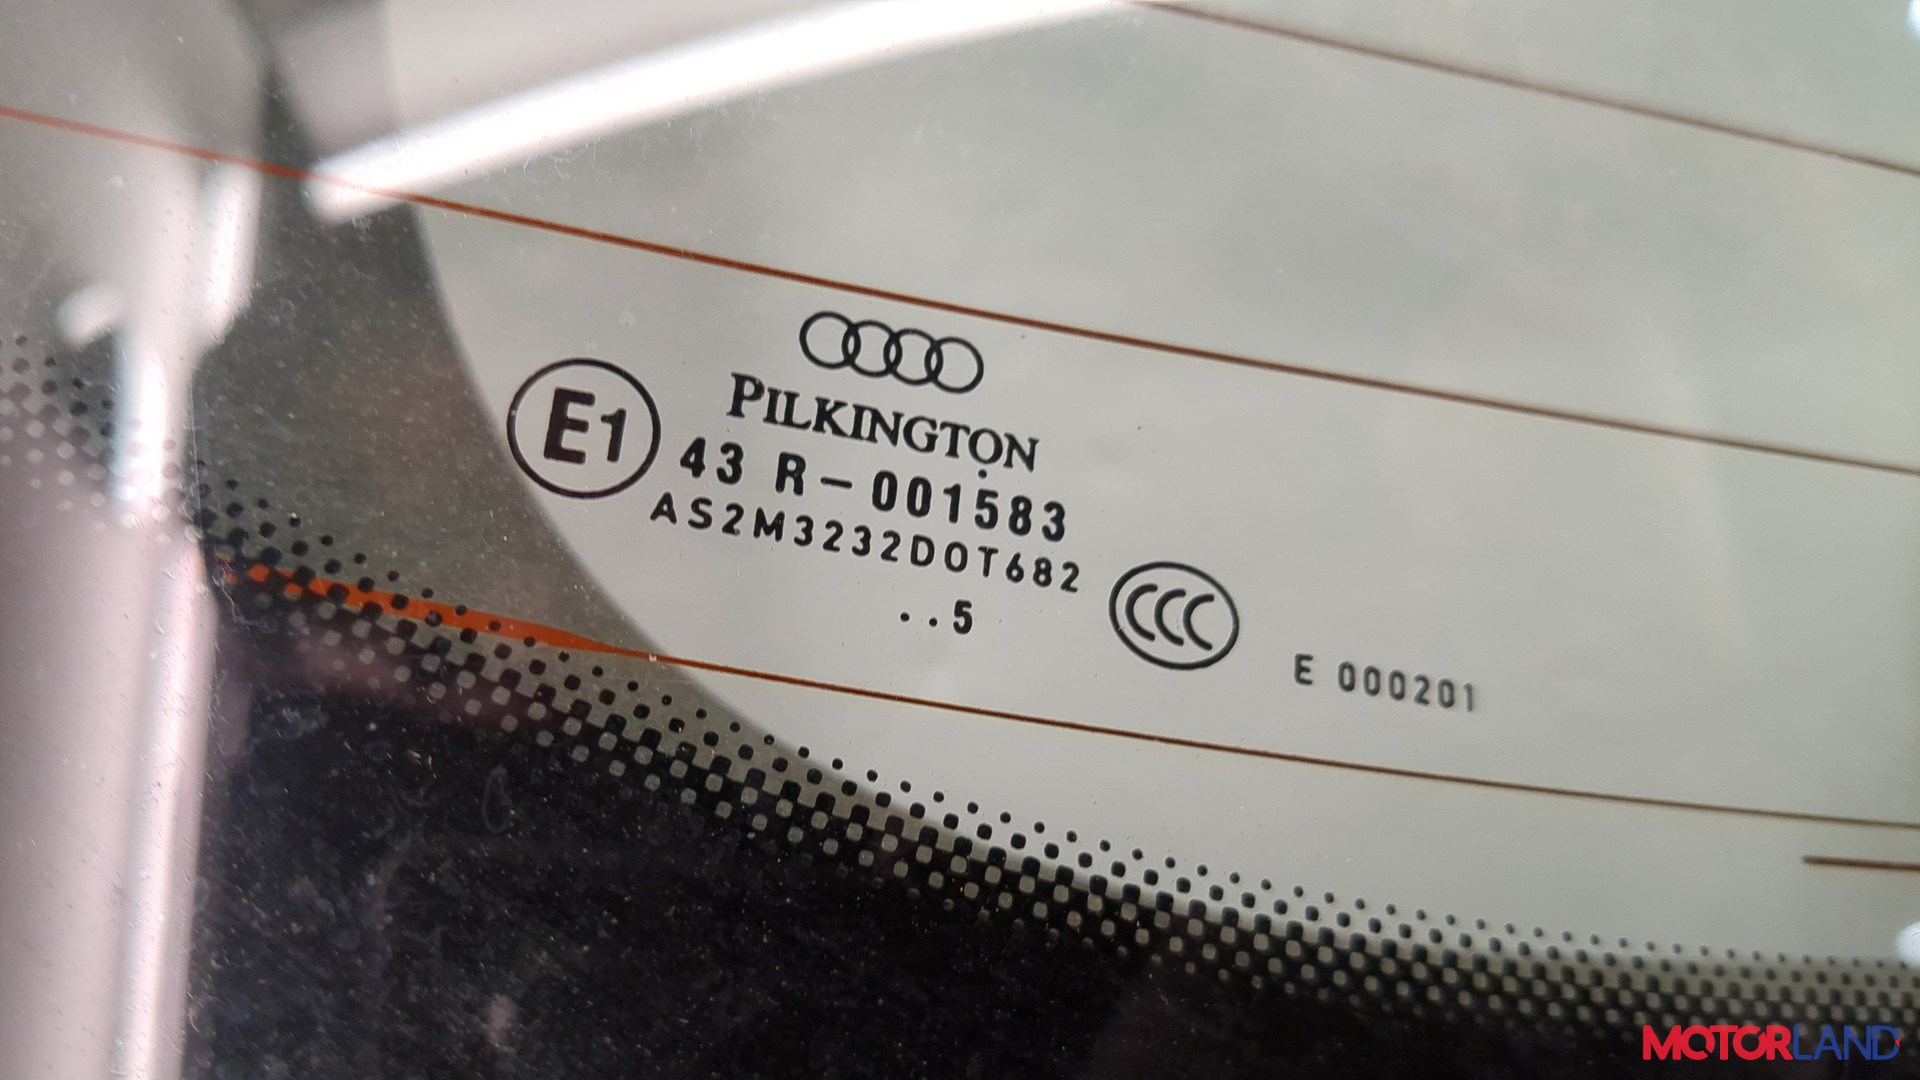 PILKINGTON
E1
43 R-001583
AS2M3232DOT682
..5
CCC
E 000201
MOTORLAND